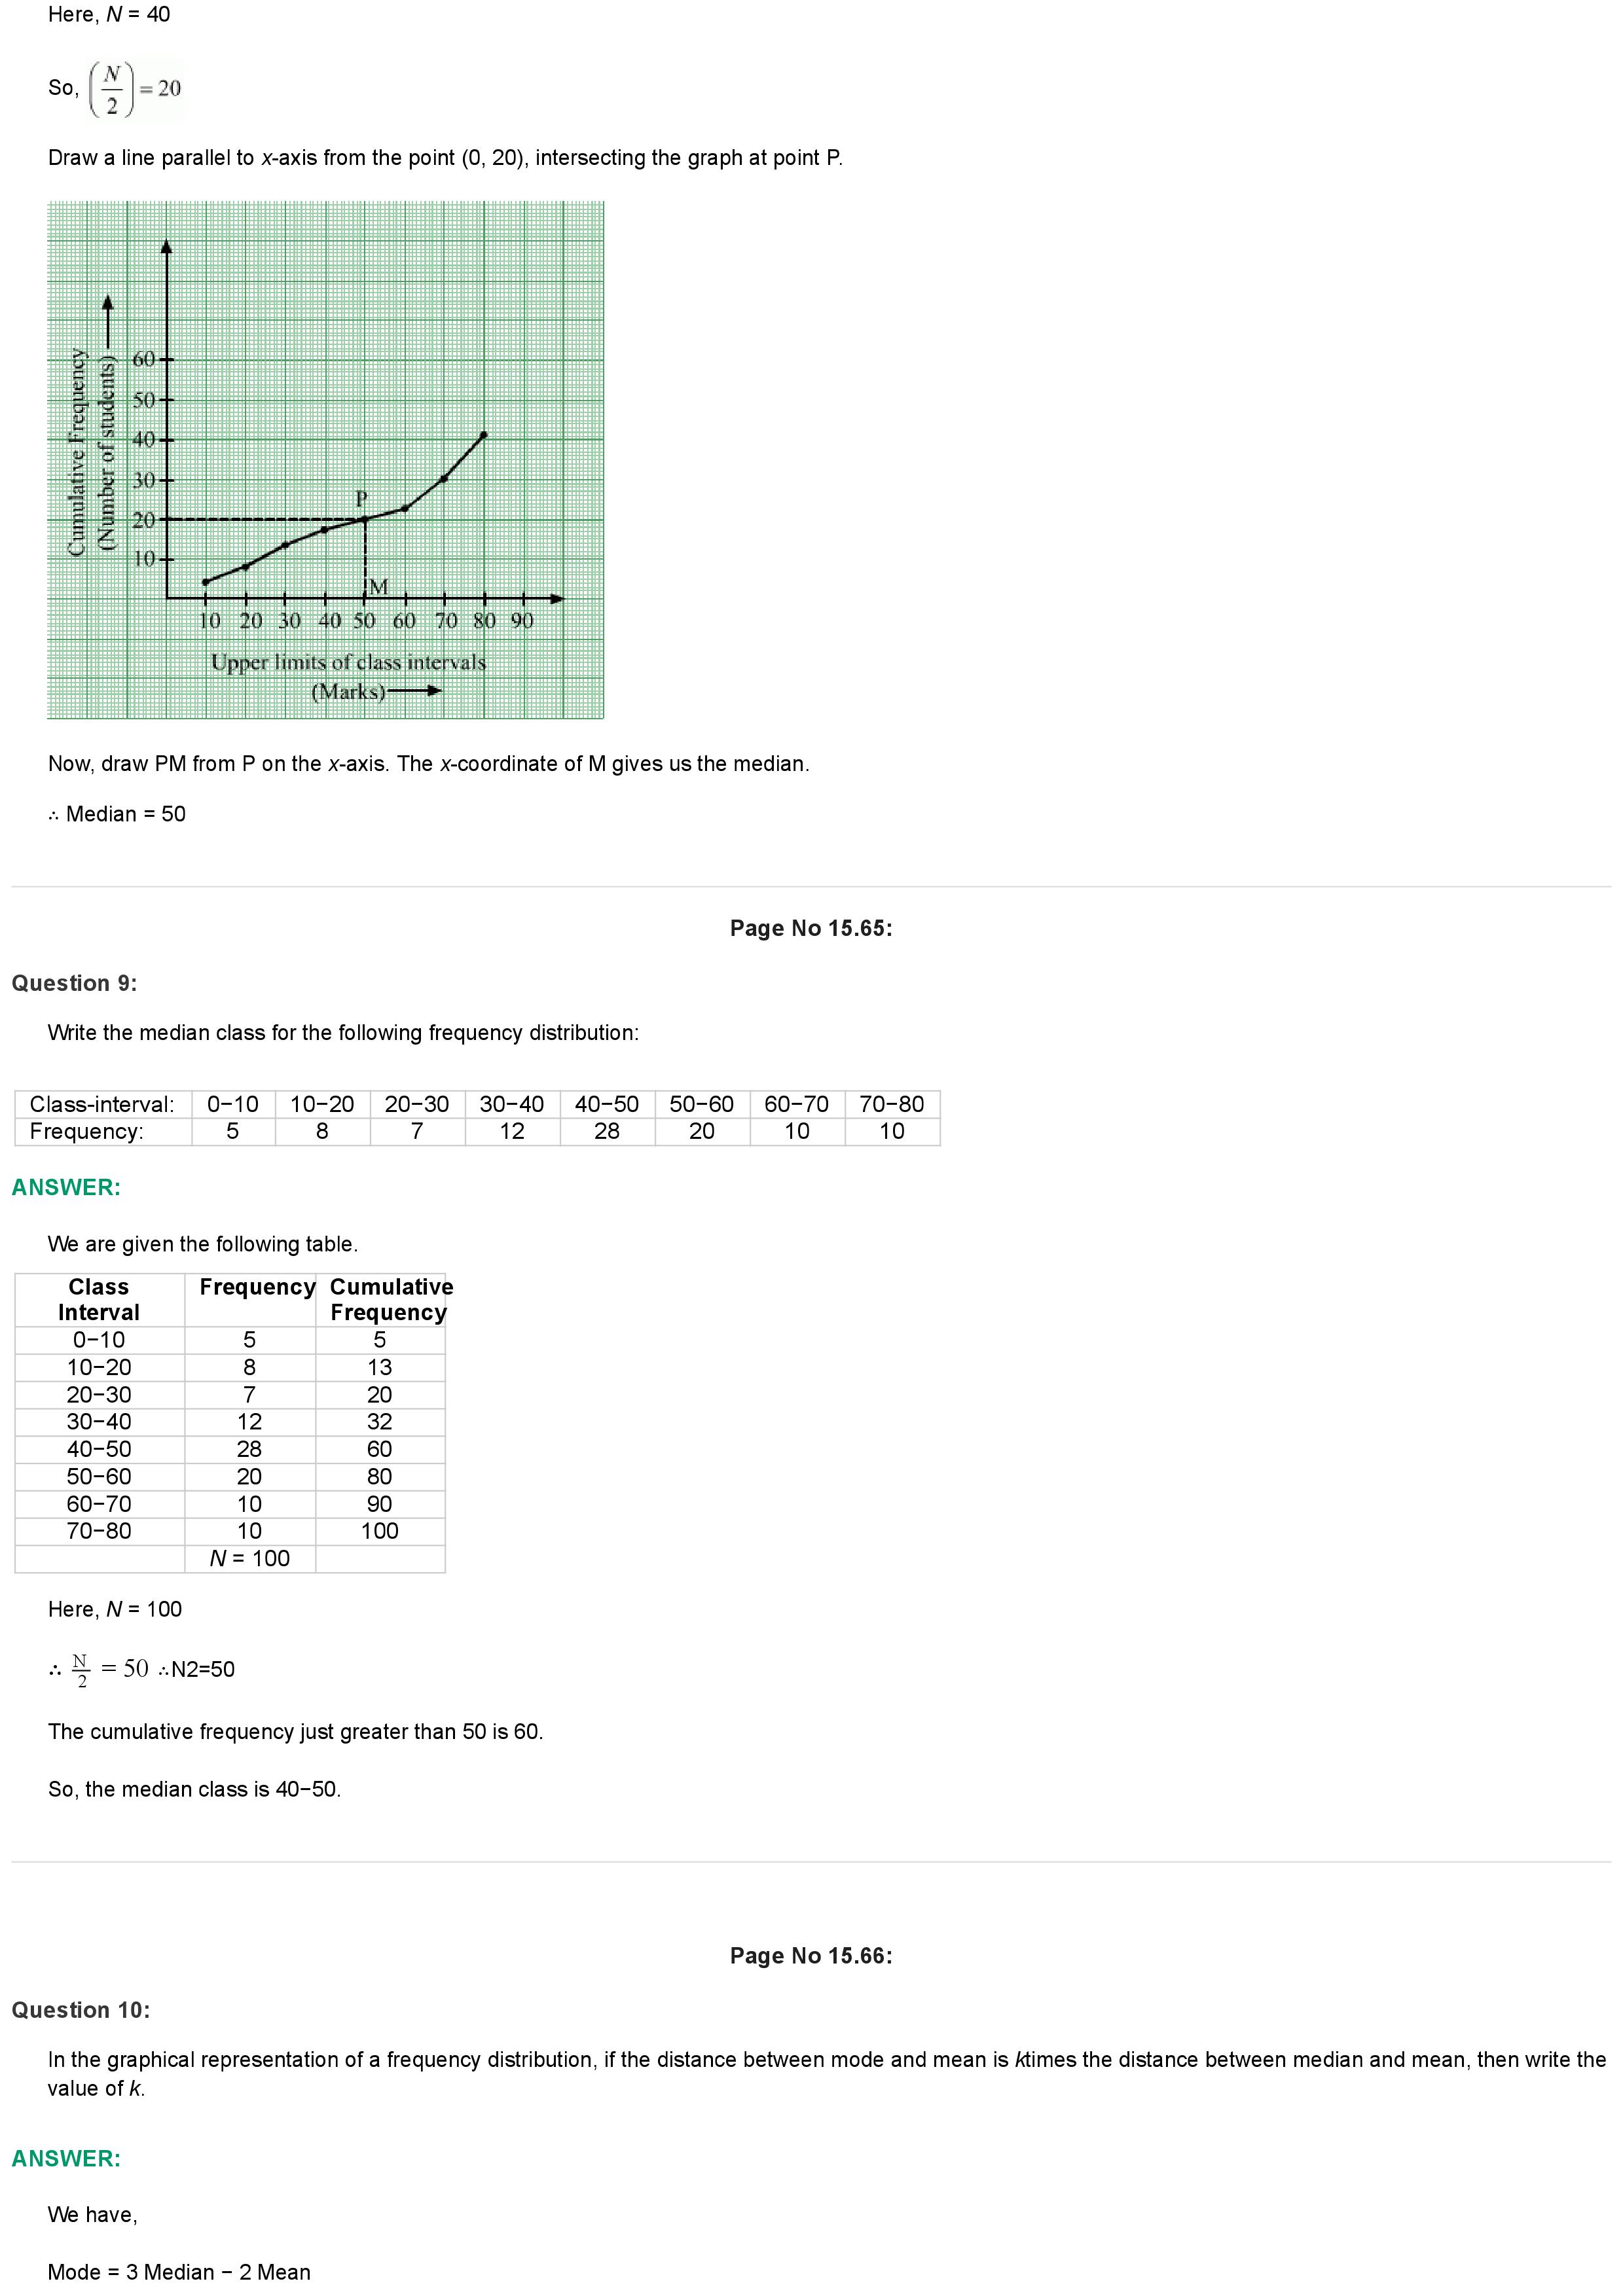 Here, N = 40
So, (N/2) = 20
Draw a line parallel to x-axis from the point (0, 20), intersecting the graph at point P.
Cumulative Frequency
(Number of students)
60
50
40
30
20
10
P
M
10 20 30 40 50 60 70 80 90
Upper limits of class intervals
(Marks)
Now, draw PM from P on the x-axis. The x-coordinate of M gives us the median.
∴ Median = 50
Page No 15.65:
Question 9:
Write the median class for the following frequency distribution:
Class-interval: 0−10 10−20 20−30 30−40 40−50 50−60 60−70 70−80
Frequency: 5 8 7 12 28 20 10 10
ANSWER:
We are given the following table.
Class Frequency Cumulative
Interval Frequency
0−10 5 5
10−20 8 13
20−30 7 20
30−40 12 32
40−50 28 60
50−60 20 80
60−70 10 90
70−80 10 100
N = 100
Here, N = 100
∴ N/2 = 50 ∴N2=50
The cumulative frequency just greater than 50 is 60.
So, the median class is 40−50.
Page No 15.66:
Question 10:
In the graphical representation of a frequency distribution, if the distance between mode and mean is ktimes the distance between median and mean, then write the
value of k.
ANSWER:
We have,
Mode = 3 Median − 2 Mean